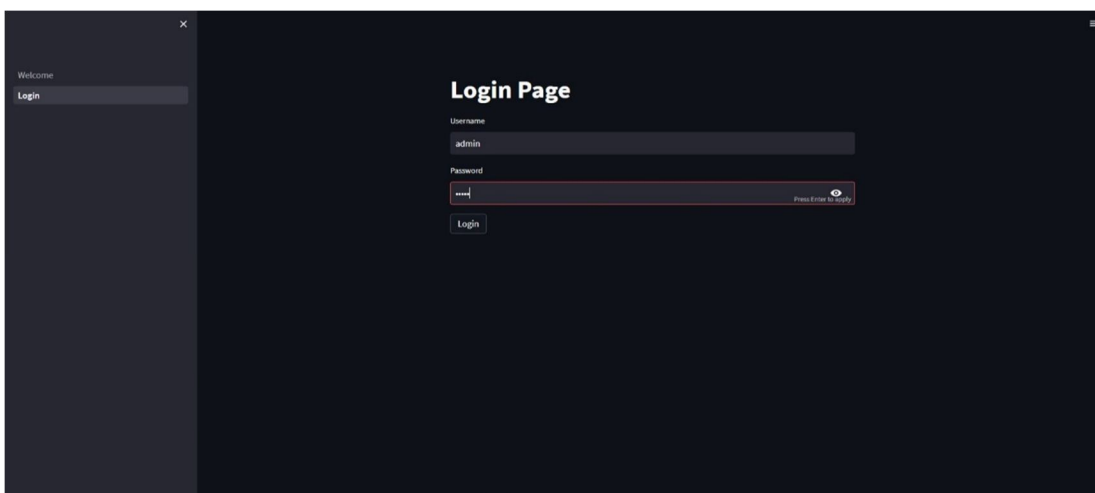 Welcome
Login
Login Page
Username
admin
Password
•••••
Press Enter to apply
Login